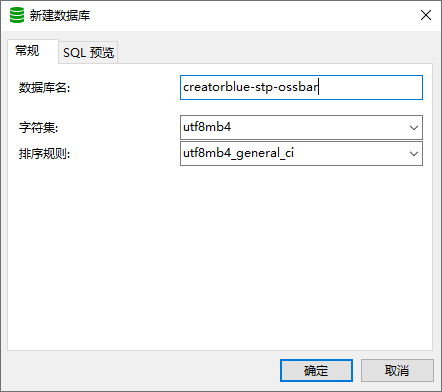 新建数据库
常规 SQL 预览
数据库名: creatorblue-stp-ossbar
字符集: utf8mb4
排序规则: utf8mb4_general_ci
确定 取消